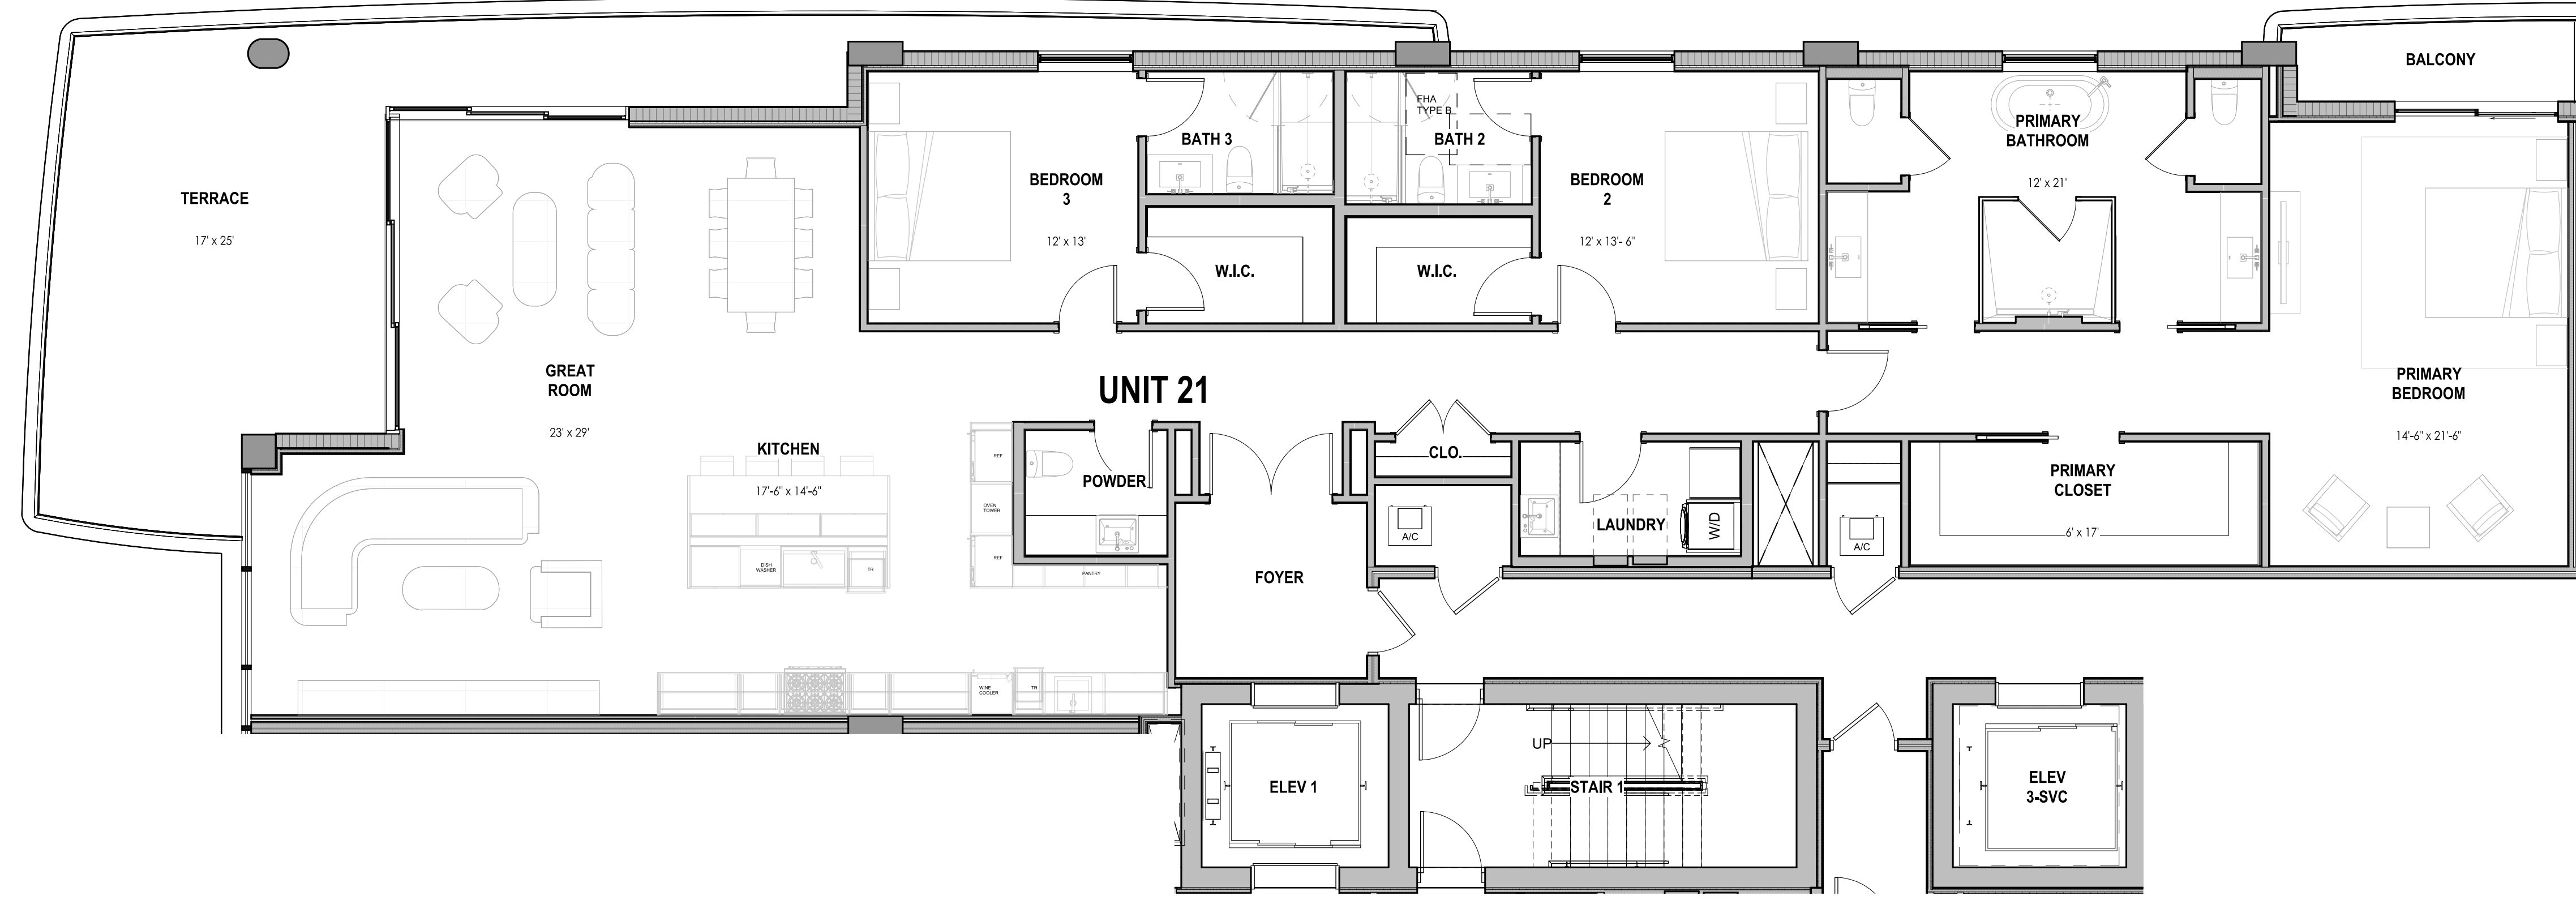 BALCONY
FHA
TYPE B
BATH 3
BATH 2
PRIMARY
BATHROOM
12' x 21'
TERRACE
17' x 25'
BEDROOM
3
12' x 13'
BEDROOM
2
12' x 13'- 6"
W.I.C.
W.I.C.
GREAT
ROOM
23' x 29'
UNIT 21
PRIMARY
BEDROOM
14'-6" x 21'-6"
KITCHEN
17'-6" x 14'-6"
REF
OVEN
TOWER
REF
POWDER
CLO.
PRIMARY
CLOSET
6' x 17'
A/C
LAUNDRY
W/D
A/C
DISH
WASHER
TR
PANTRY
FOYER
WINE
COOLER
TR
UP
ELEV 1
STAIR 1
ELEV
3-SVC